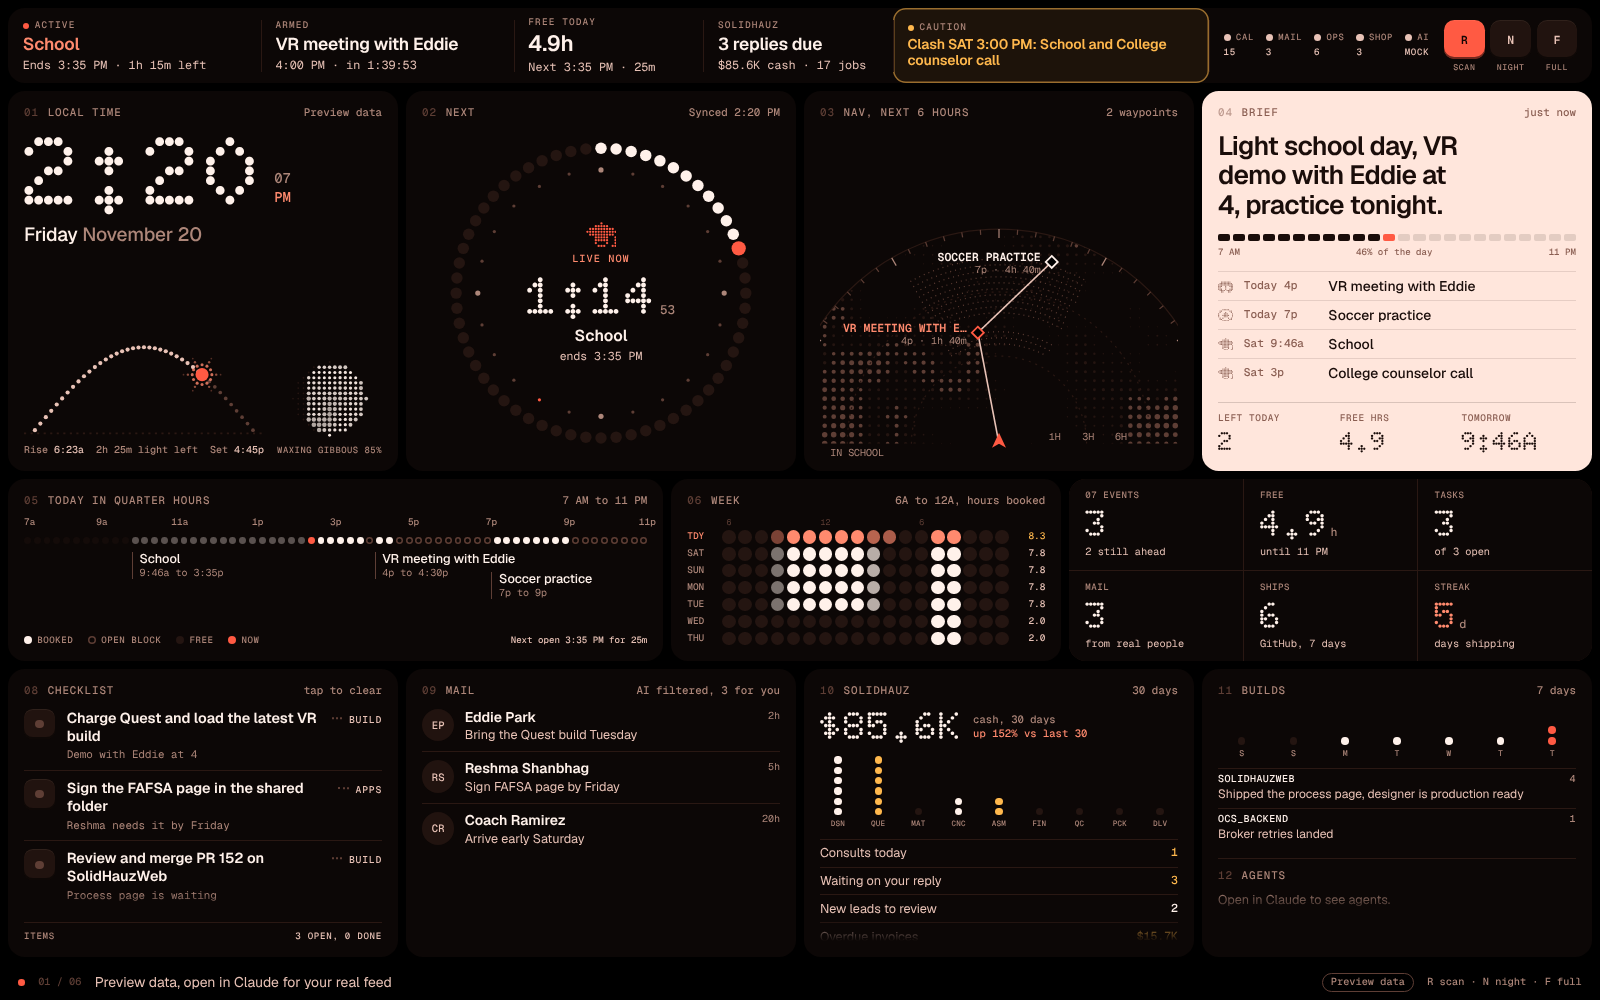 ACTIVE
School
Ends 3:35 PM · 1h 15m left
ARMED
VR meeting with Eddie
4:00 PM · in 1:39:53
FREE TODAY
4.9h
Next 3:35 PM · 25m
SOLIDHAUZ
3 replies due
$85.6K cash · 17 jobs
CAUTION
Clash SAT 3:00 PM: School and College
counselor call
CAL
15
MAIL
3
OPS
6
SHOP
3
AI
MOCK
R
SCAN
N
NIGHT
F
FULL
01 LOCAL TIME
Preview data
2:20
07
PM
Friday November 20
Rise 6:23a
2h 25m light left
Set 4:45p
WAXING GIBBOUS 85%
02 NEXT
Synced 2:20 PM
LIVE NOW
1:14
53
School
ends 3:35 PM
03 NAV, NEXT 6 HOURS
2 waypoints
SOCCER PRACTICE
7p · 4h 40m
VR MEETING WITH E…
4p · 1h 40m
1H
3H
6H
IN SCHOOL
04 BRIEF
just now
Light school day, VR
demo with Eddie at
4, practice tonight.
7 AM
46% of the day
11 PM
Today 4p
VR meeting with Eddie
Today 7p
Soccer practice
Sat 9:46a
School
Sat 3p
College counselor call
LEFT TODAY
2
FREE HRS
4.9
TOMORROW
9:46A
05 TODAY IN QUARTER HOURS
7 AM to 11 PM
7a
9a
11a
1p
3p
5p
7p
9p
11p
School
9:46a to 3:35p
VR meeting with Eddie
4p to 4:30p
Soccer practice
7p to 9p
BOOKED
OPEN BLOCK
FREE
NOW
Next open 3:35 PM for 25m
06 WEEK
6A to 12A, hours booked
6
12
6
TDY
8.3
SAT
7.8
SUN
7.8
MON
7.8
TUE
7.8
WED
2.0
THU
2.0
07 EVENTS
3
2 still ahead
FREE
4.9 h
until 11 PM
TASKS
3
of 3 open
MAIL
3
from real people
SHIPS
6
GitHub, 7 days
STREAK
5 d
days shipping
08 CHECKLIST
tap to clear
Charge Quest and load the latest VR
build
BUILD
Demo with Eddie at 4
Sign the FAFSA page in the shared
folder
APPS
Reshma needs it by Friday
Review and merge PR 152 on
SolidHauzWeb
BUILD
Process page is waiting
ITEMS
3 OPEN, 0 DONE
09 MAIL
AI filtered, 3 for you
EP
Eddie Park
2h
Bring the Quest build Tuesday
RS
Reshma Shanbhag
5h
Sign FAFSA page by Friday
CR
Coach Ramirez
20h
Arrive early Saturday
10 SOLIDHAUZ
30 days
$85.6K
cash, 30 days
up 152% vs last 30
DSN
QUE
MAT
CNC
ASM
FIN
QC
PCK
DLV
Consults today
1
Waiting on your reply
3
New leads to review
2
Overdue invoices
$15.7K
11 BUILDS
7 days
S
S
M
T
W
T
T
SOLIDHAUZWEB
4
Shipped the process page, designer is production ready
OCS_BACKEND
1
Broker retries landed
12 AGENTS
Open in Claude to see agents.
01 / 06
Preview data, open in Claude for your real feed
Preview data
R scan · N night · F full